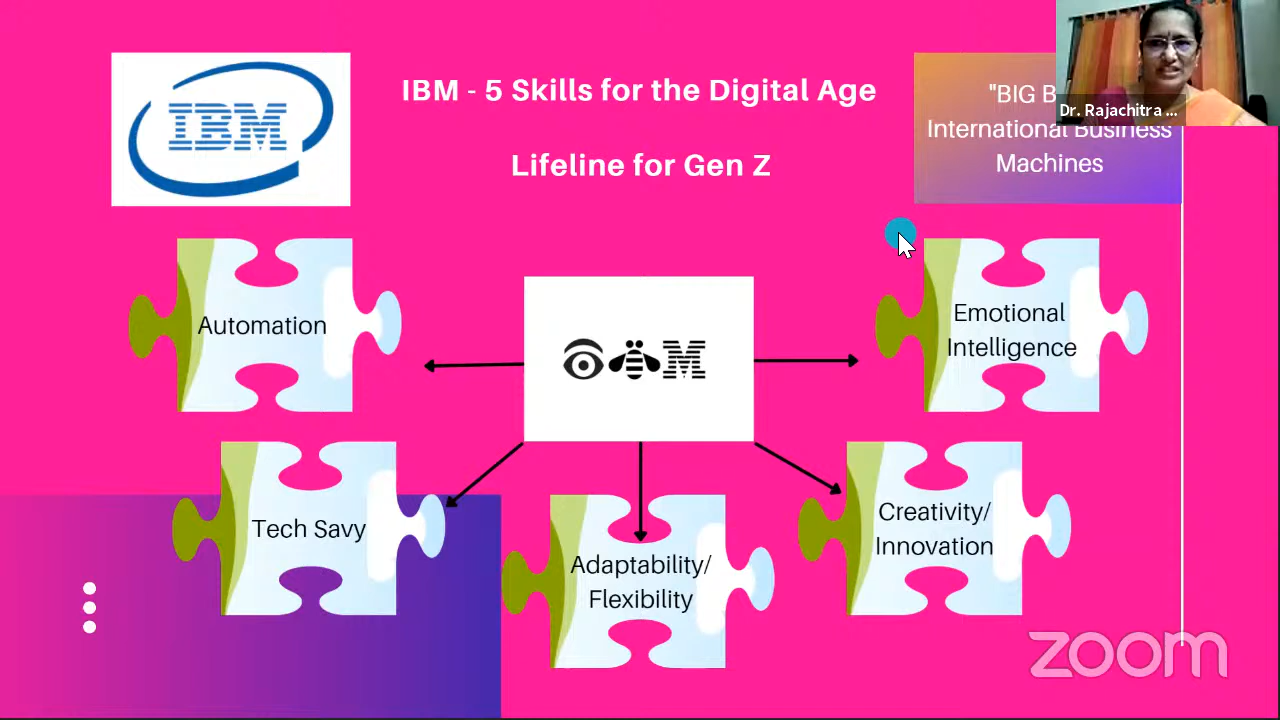 IBM
IBM - 5 Skills for the Digital Age
Lifeline for Gen Z
"BIG
International Business
Machines
Dr. Rajachitra ...
Automation
M
Emotional
Intelligence
Tech Savy
Adaptability/
Flexibility
Creativity/
Innovation
zoom